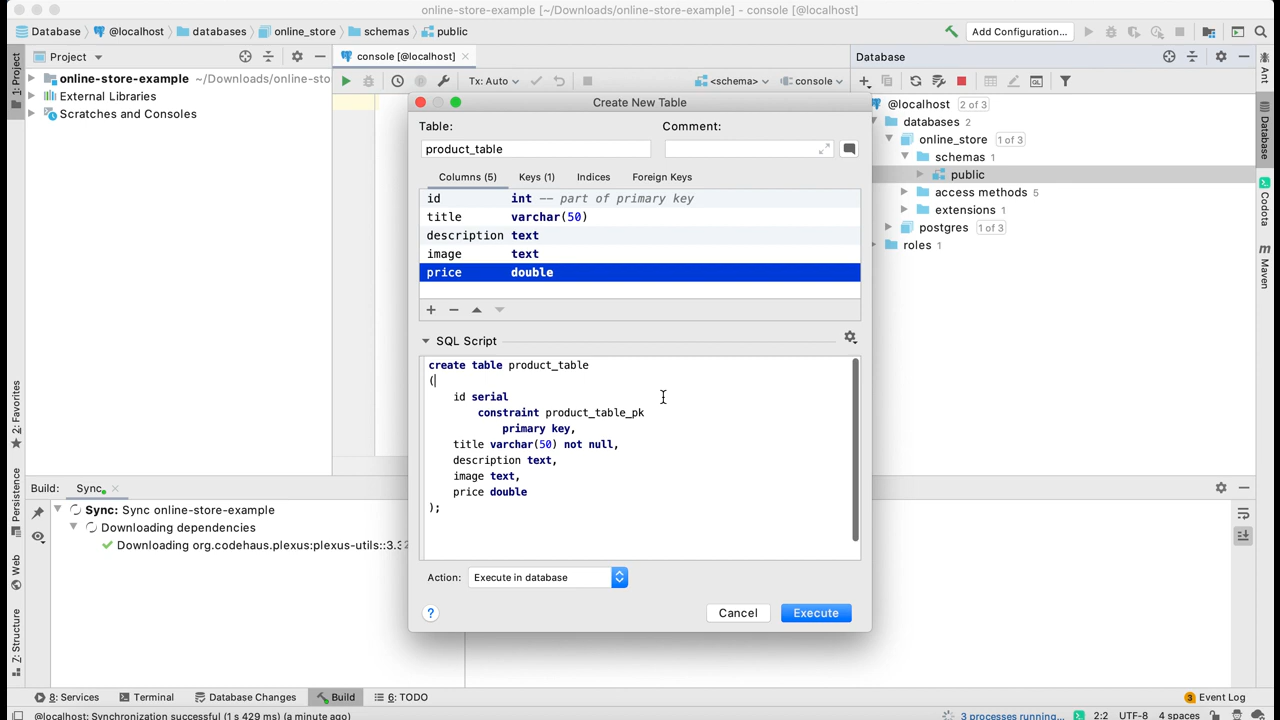 online-store-example [~/Downloads/online-store-example] - console [@localhost]
Database @localhost databases online_store schemas public
Add Configuration...
1: Project
Project
console [@localhost]
Database
online-store-example ~/Downloads/online-sto
External Libraries
Scratches and Consoles
Tx: Auto
<schema>
console
Create New Table
Table:
Comment:
product_table
Columns (5) Keys (1) Indices Foreign Keys
id int -- part of primary key
title varchar(50)
description text
image text
price double
SQL Script
create table product_table
(
id serial
constraint product_table_pk
primary key,
title varchar(50) not null,
description text,
image text,
price double
);
Action: Execute in database
?
Cancel
Execute
@localhost 2 of 3
databases 2
online_store 1 of 3
schemas 1
public
access methods 5
extensions 1
postgres 1 of 3
roles 1
Ant
Database
Codota
m Maven
2: Favorites
Persistence
Web
Z: Structure
Build: Sync
Sync: Sync online-store-example
Downloading dependencies
Downloading org.codehaus.plexus:plexus-utils::3.3
8: Services Terminal Database Changes Build 6: TODO
3 Event Log
@localhost: Synchronization successful (1 s 429 ms) (a minute ago)
3 processes running... 2:2 UTF-8 4 spaces